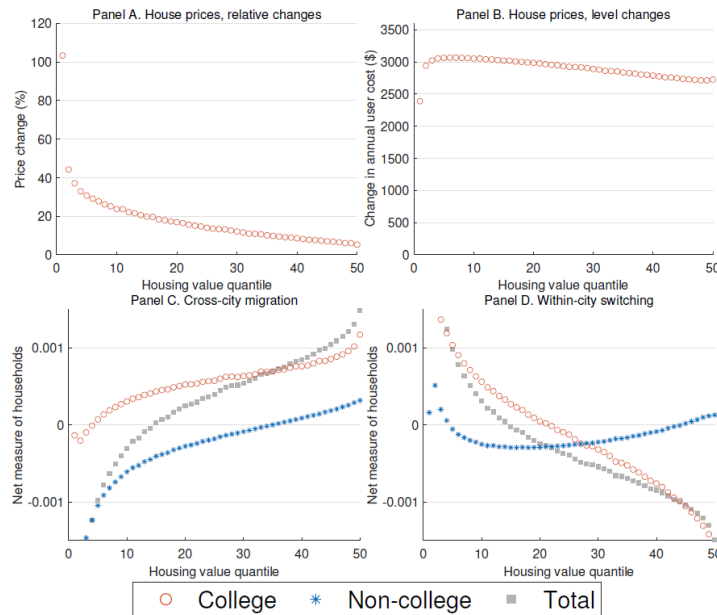 Panel A. House prices, relative changes
120
100
80
60
40
20
0
Price change (%)
0 10 20 30 40 50
Housing value quantile
Panel B. House prices, level changes
3500
3000
2500
2000
1500
1000
500
0
Change in annual user cost ($)
0 10 20 30 40 50
Housing value quantile
Panel C. Cross-city migration
0.001
0
-0.001
Net measure of households
0 10 20 30 40 50
Housing value quantile
Panel D. Within-city switching
0.001
0
-0.001
Net measure of households
0 10 20 30 40 50
Housing value quantile
College Non-college Total